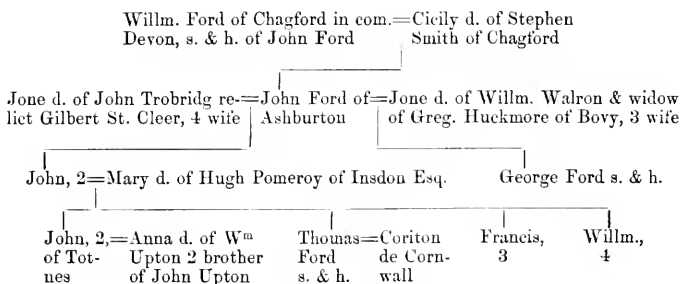 Willm. Ford of Chagford in com.=Cicily d. of Stephen
Devon, s. & h. of John Ford Smith of Chagford
Jone d. of John Trobridg re-=John Ford of=Jone d. of Willm. Walron & widow
lict Gilbert St. Cleer, 4 wife Ashburton of Greg. Huckmore of Bovy, 3 wife
John, 2=Mary d. of Hugh Pomeroy of Insdon Esq. George Ford s. & h.
John, 2,=Anna d. of Wm Thomas=Coriton Francis, Willm.,
of Tot- Upton 2 brother Ford de Corn- 3 4
nes of John Upton s. & h. wall